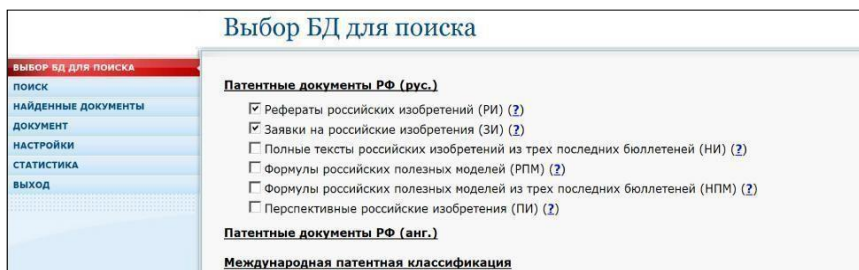 Выбор БД для поиска
ВЫБОР БД ДЛЯ ПОИСКА
ПОИСК
НАЙДЕННЫЕ ДОКУМЕНТЫ
ДОКУМЕНТ
НАСТРОЙКИ
СТАТИСТИКА
ВЫХОД
Патентные документы РФ (рус.)
Рефераты российских изобретений (РИ) (?)
Заявки на российские изобретения (ЗИ) (?)
Полные тексты российских изобретений из трех последних бюллетеней (НИ) (?)
Формулы российских полезных моделей (РПМ) (?)
Формулы российских полезных моделей из трех последних бюллетеней (НПМ) (?)
Перспективные российские изобретения (ПИ) (?)
Патентные документы РФ (анг.)
Международная патентная классификация